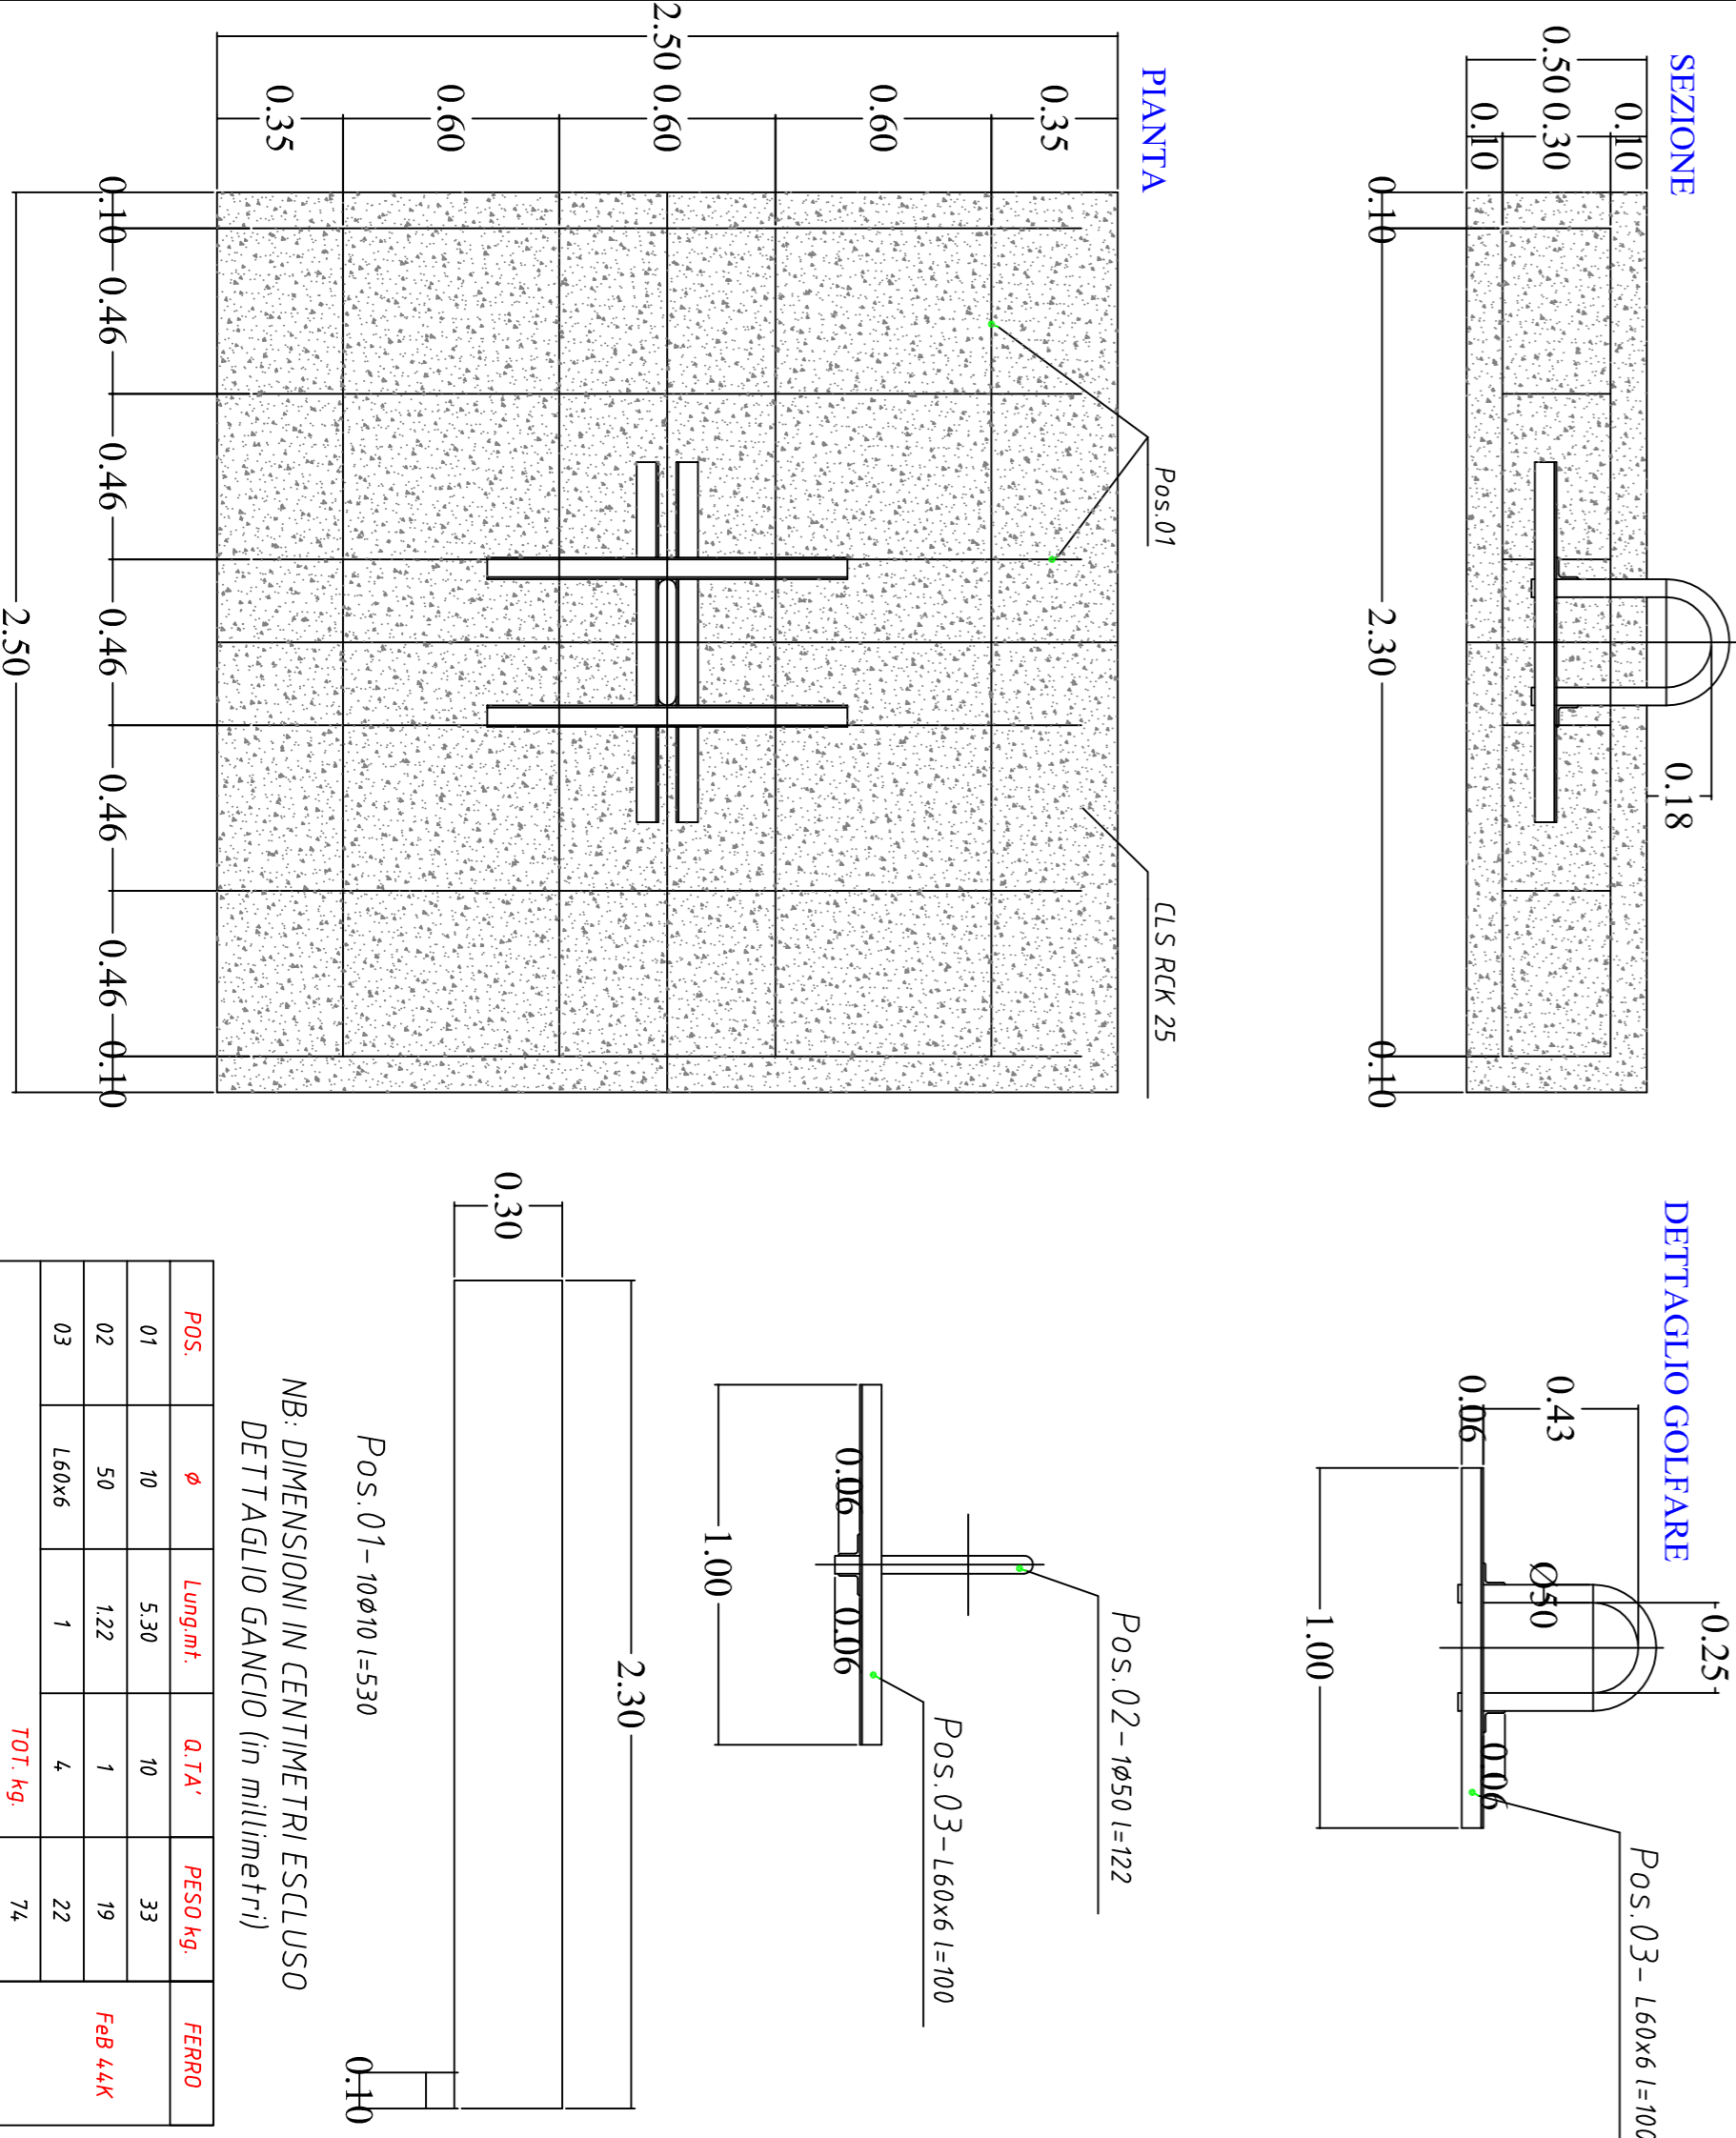 SEZIONE
0.50
0.10
0.30
0.10
0.18
0.10
2.30
0.10
PIANTA
2.50
0.35
0.60
0.60
0.60
0.35
Pos.01
CLS RCK 25
0.10
0.46
0.46
0.46
0.46
0.46
0.10
2.50
DETTAGLIO GOLFARE
0.25
0.43
0.06
Ø50
0.06
1.00
Pos.03- L60x6 l=100
Pos.02-1ø50 l=122
0.06
0.06
1.00
Pos.03-L60x6 l=100
2.30
0.30
0.10
Pos.01-10ø10 l=530
NB: DIMENSIONI IN CENTIMETRI ESCLUSO
DETTAGLIO GANCIO (in millimetri)
POS. ø Lung.mt. Q.TA' PESO kg. FERRO
01 10 5.30 10 33
02 50 1.22 1 19 FeB 44K
03 L60x6 1 4 22
TOT. kg. 74